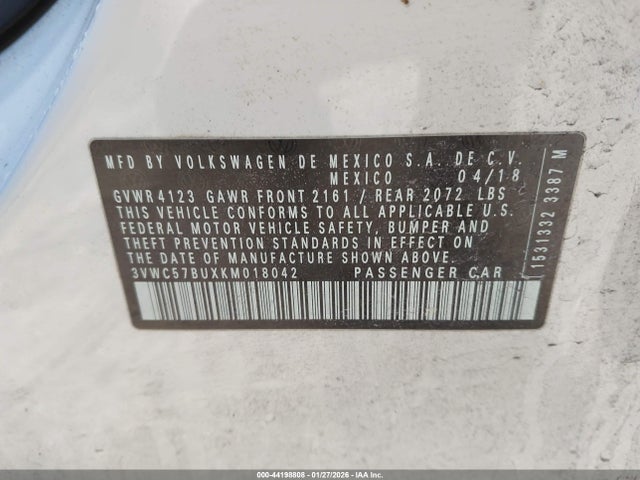 MFD BY VOLKSWAGEN DE MEXICO S.A. DE C.V.
MEXICO 04/18
GVWR 4123 GAWR FRONT 2161 / REAR 2072 LBS
THIS VEHICLE CONFORMS TO ALL APPLICABLE U.S.
FEDERAL MOTOR VEHICLE SAFETY, BUMPER AND
THEFT PREVENTION STANDARDS IN EFFECT ON
THE DATE OF MANUFACTURE SHOWN ABOVE.
3VWC57BUXKM018042 PASSENGER CAR
1531332 3387 M
000-44198808 - 01/27/2026 - IAA Inc.